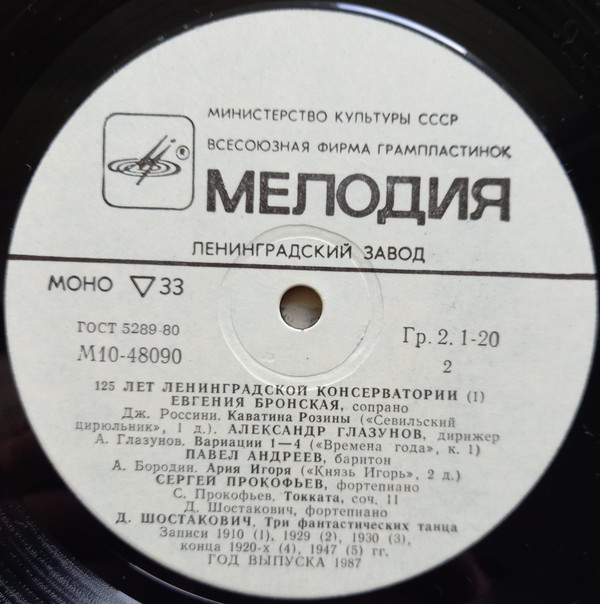 МИНИСТЕРСТВО КУЛЬТУРЫ СССР
ВСЕСОЮЗНАЯ ФИРМА ГРАМПЛАСТИНОК
®
МЕЛОДИЯ
ЛЕНИНГРАДСКИЙ ЗАВОД
МОНО ▽ 33
ГОСТ 5289-80
М10-48090
Гр. 2. 1-20
2
125 ЛЕТ ЛЕНИНГРАДСКОЙ КОНСЕРВАТОРИИ (1)
ЕВГЕНИЯ БРОНСКАЯ, сопрано
Дж. Россини. Каватина Розины («Севильский
цирюльник», 1 д.). АЛЕКСАНДР ГЛАЗУНОВ, дирижер
А. Глазунов. Вариации 1—4 («Времена года», к. 1)
ПАВЕЛ АНДРЕЕВ, баритон
А. Бородин. Ария Игоря («Князь Игорь», 2 д.)
СЕРГЕЙ ПРОКОФЬЕВ, фортепиано
С. Прокофьев. Токката, соч. 11
Д. Шостакович, фортепиано
Д. ШОСТАКОВИЧ. Три фантастических танца
Записи 1910 (1), 1929 (2), 1930 (3),
конца 1920-х (4), 1947 (5) гг.
ГОД ВЫПУСКА 1987